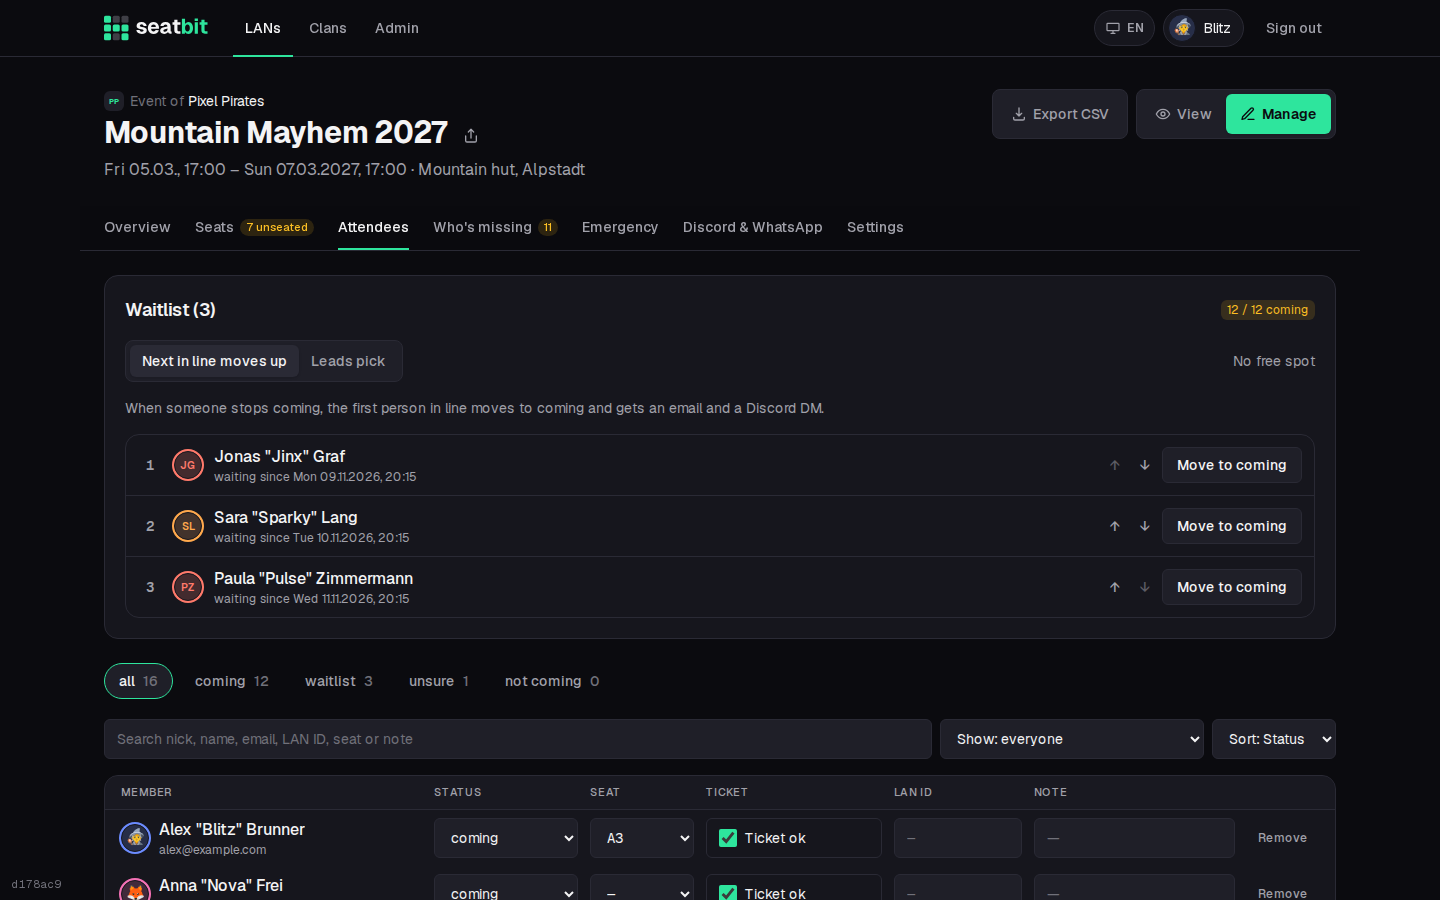 seatbit LANs Clans Admin EN Blitz Sign out
PP Event of Pixel Pirates
Mountain Mayhem 2027
Export CSV View Manage
Fri 05.03., 17:00 – Sun 07.03.2027, 17:00 · Mountain hut, Alpstadt
Overview Seats 7 unseated Attendees Who's missing 11 Emergency Discord & WhatsApp Settings
Waitlist (3) 12 / 12 coming
Next in line moves up Leads pick No free spot
When someone stops coming, the first person in line moves to coming and gets an email and a Discord DM.
1 JG Jonas "Jinx" Graf
waiting since Mon 09.11.2026, 20:15
Move to coming
2 SL Sara "Sparky" Lang
waiting since Tue 10.11.2026, 20:15
Move to coming
3 PZ Paula "Pulse" Zimmermann
waiting since Wed 11.11.2026, 20:15
Move to coming
all 16 coming 12 waitlist 3 unsure 1 not coming 0
Search nick, name, email, LAN ID, seat or note Show: everyone Sort: Status
MEMBER STATUS SEAT TICKET LAN ID NOTE
Alex "Blitz" Brunner
alex@example.com
coming A3 Ticket ok – — Remove
Anna "Nova" Frei
coming – Ticket ok – — Remove
d178ac9